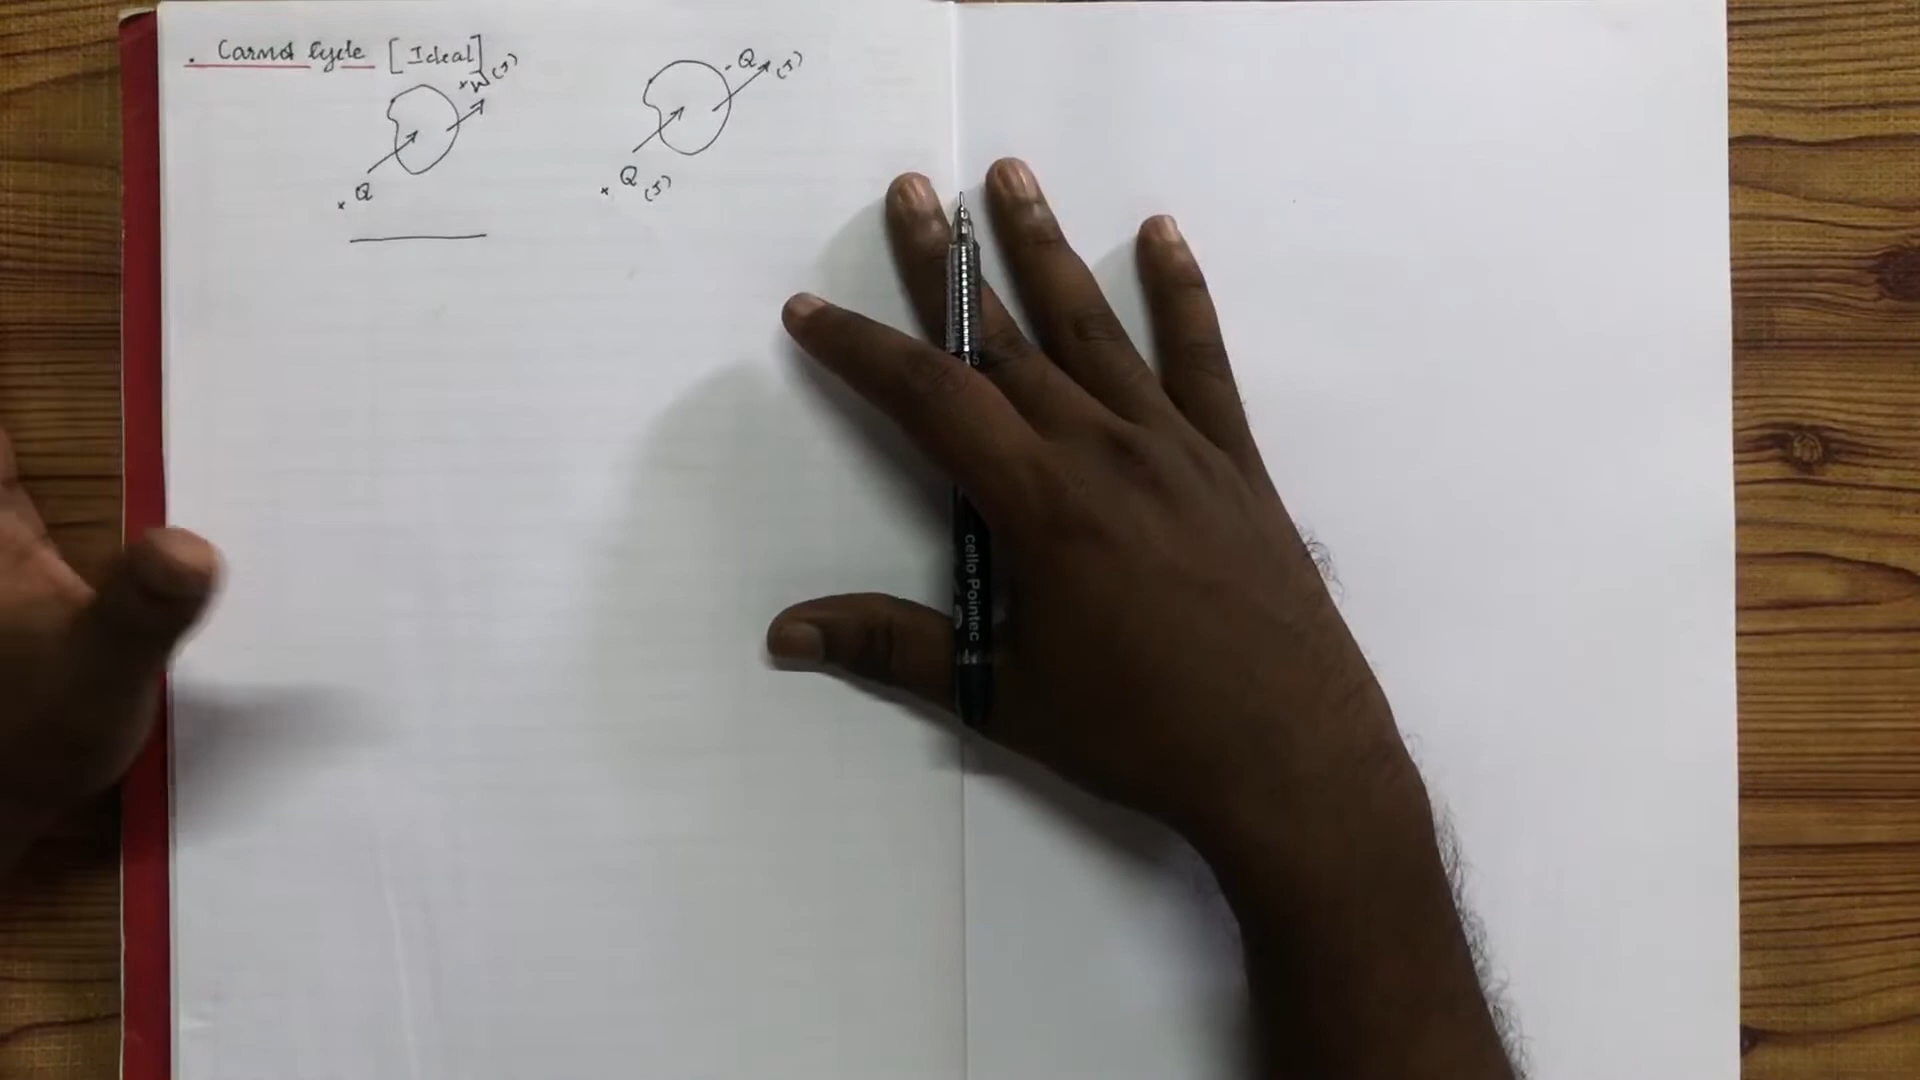 . Carnot Cycle [Ideal]
+W (J)
+ Q
- Q (J)
+ Q (J)
cello Pointec